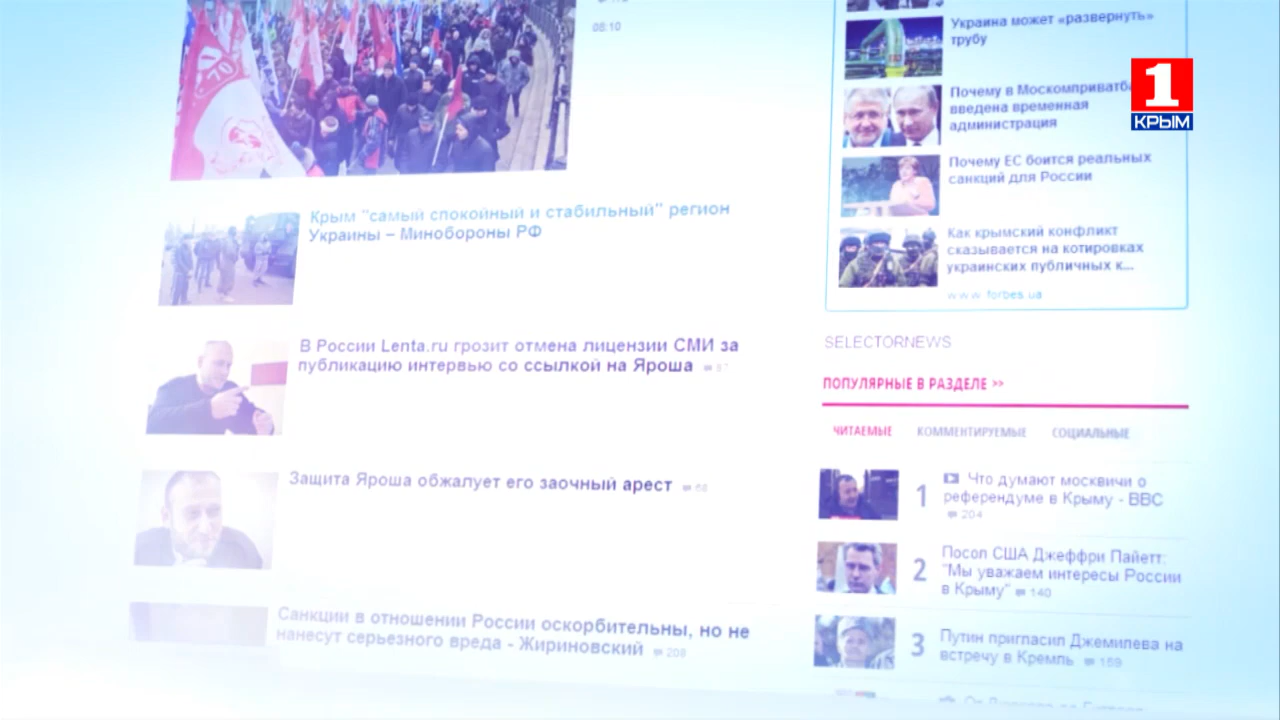 08:10
Крым "самый спокойный и стабильный" регион
Украины – Минобороны РФ
В России Lenta.ru грозит отмена лицензии СМИ за
публикацию интервью со ссылкой на Яроша
Защита Яроша обжалует его заочный арест 68
Санкции в отношении России оскорбительны, но не
нанесут серьезного вреда - Жириновский 208
Украина может «развернуть»
трубу
Почему в Москомприватба
введена временная
администрация
Почему ЕС боится реальных
санкций для России
Как крымский конфликт
сказывается на котировках
украинских публичных к...
www.forbes.ua
SELECTORNEWS
ПОПУЛЯРНЫЕ В РАЗДЕЛЕ >>
ЧИТАЕМЫЕ КОММЕНТИРУЕМЫЕ СОЦИАЛЬНЫЕ
1 Что думают москвичи о
референдуме в Крыму - BBC
204
2 Посол США Джеффри Пайетт:
"Мы уважаем интересы России
в Крыму" 140
3 Путин пригласил Джемилева на
встречу в Кремль 159
1
КРЫМ
70